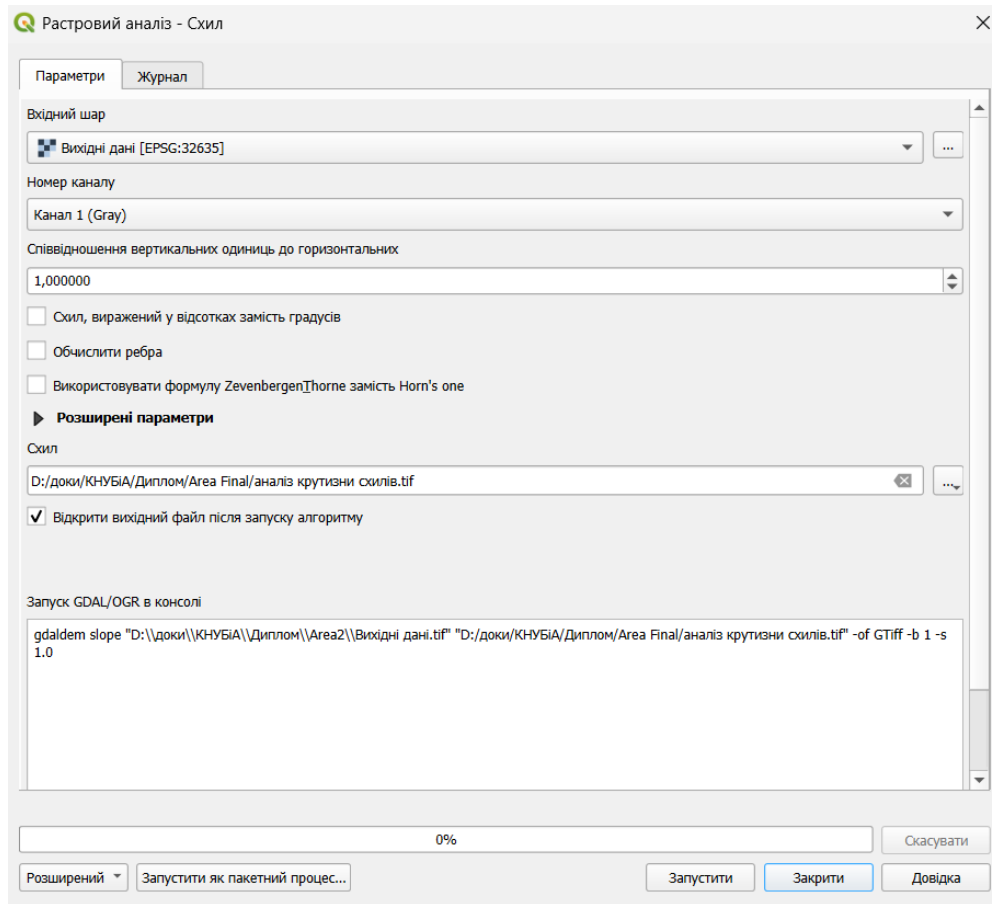 Растровий аналіз - Схил
Параметри
Журнал
Вхідний шар
Вихідні дані [EPSG:32635]
...
Номер каналу
Канал 1 (Gray)
Співвідношення вертикальних одиниць до горизонтальних
1,000000
Схил, виражений у відсотках замість градусів
Обчислити ребра
Використовувати формулу ZevenbergenThorne замість Horn's one
Розширені параметри
Схил
D:/доки/КНУБіА/Диплом/Area Final/аналіз крутизни схилів.tif
...
Відкрити вихідний файл після запуску алгоритму
Запуск GDAL/OGR в консолі
gdaldem slope "D:\\доки\\КНУБіА\\Диплом\\Area2\\Вихідні дані.tif" "D:/доки/КНУБіА/Диплом/Area Final/аналіз крутизни схилів.tif" -of GTiff -b 1 -s
1.0
0%
Скасувати
Розширений
Запустити як пакетний процес...
Запустити
Закрити
Довідка